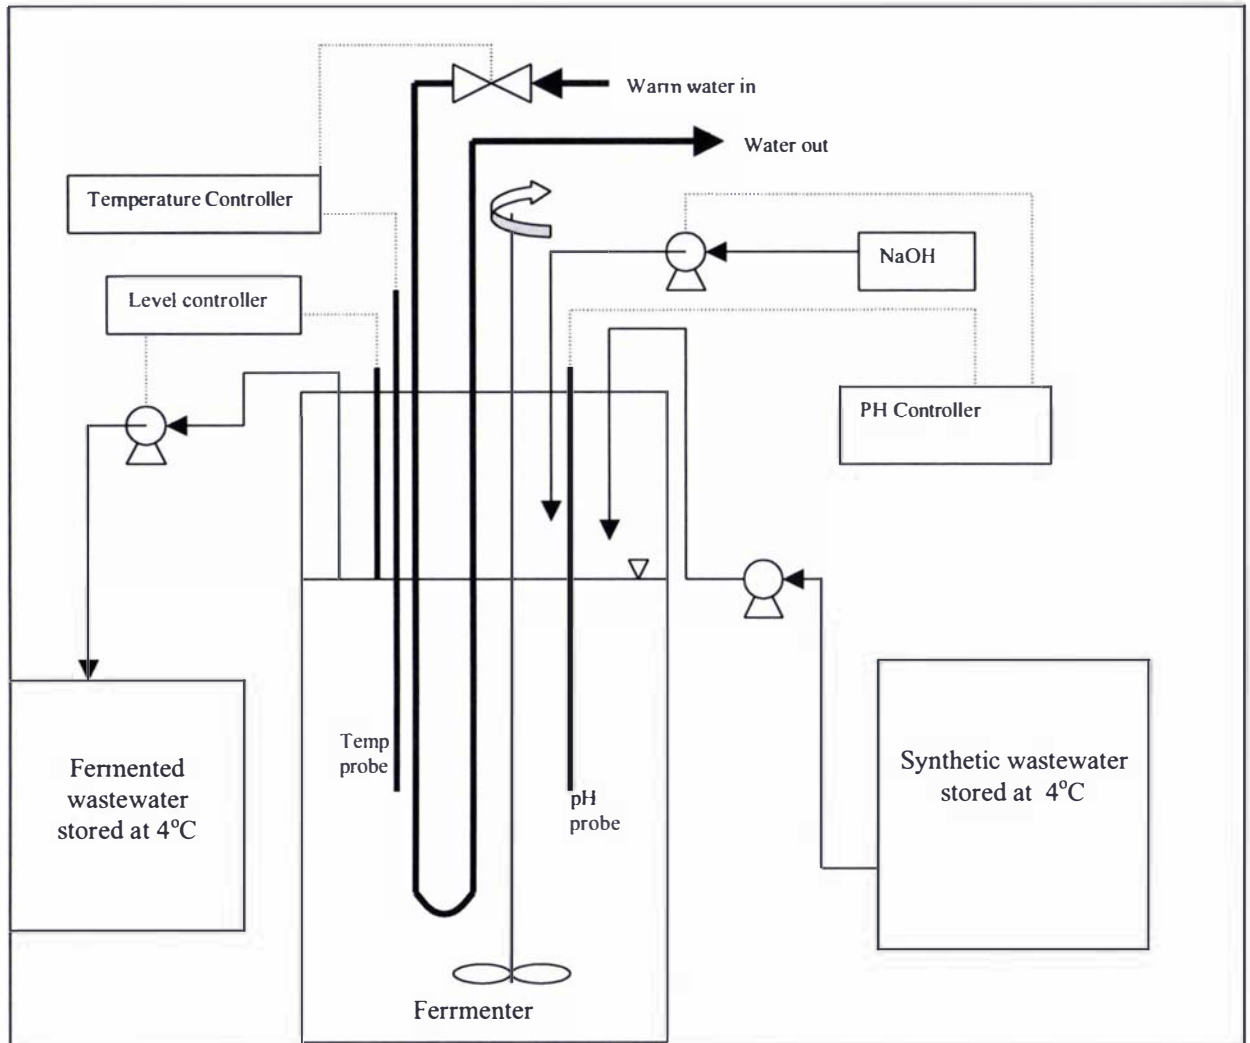 Warm water in
Water out
Temperature Controller
NaOH
Level controller
PH Controller
Temp
probe
pH
probe
Fermented
wastewater
stored at 4°C
Synthetic wastewater
stored at 4°C
Ferrmenter